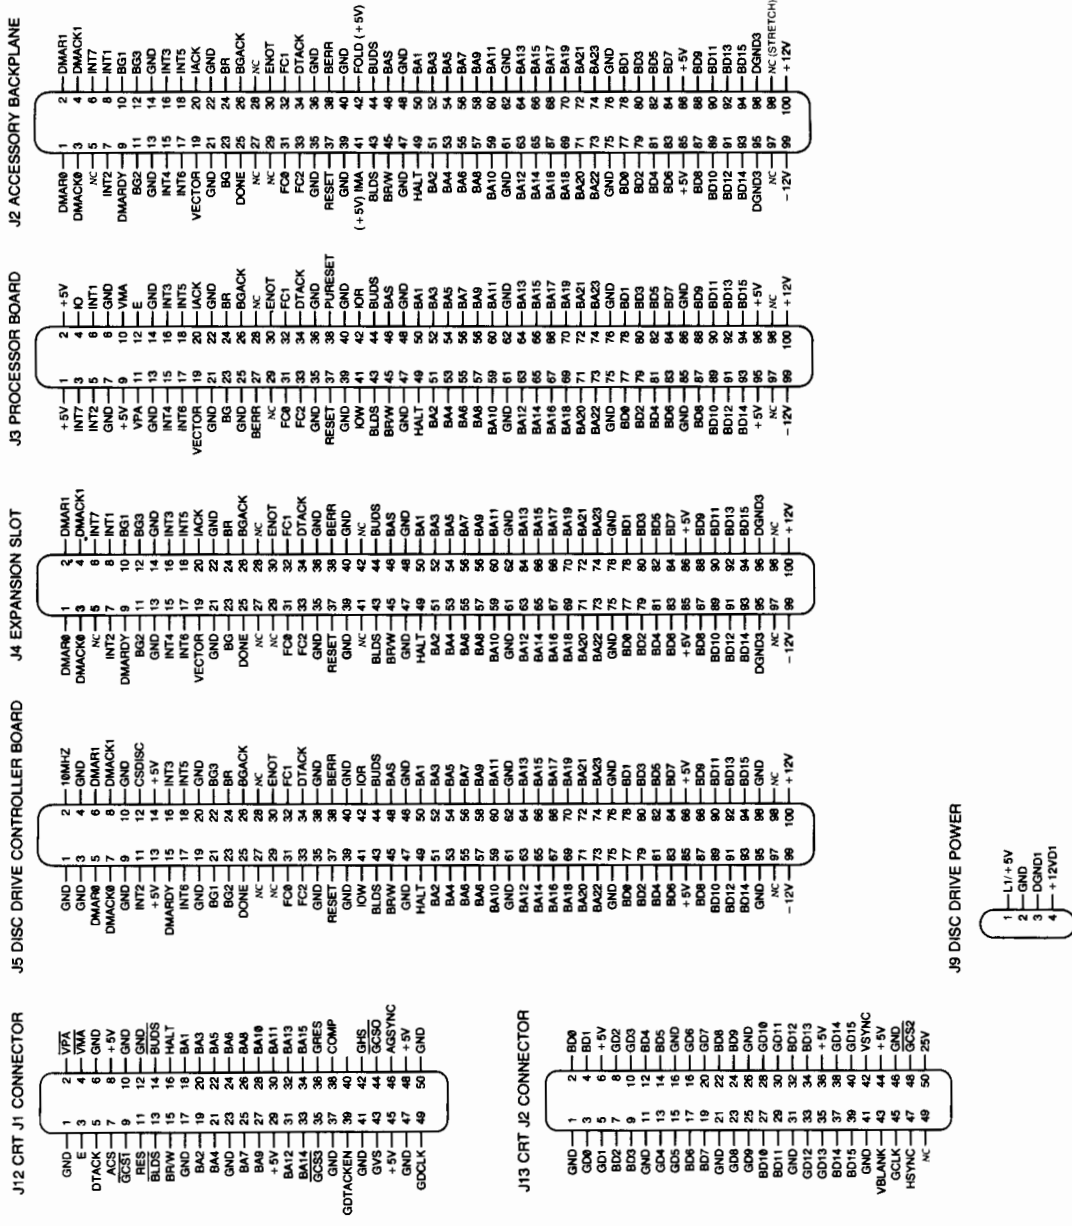 J12 CRT J1 CONNECTOR
GND 1 2 VPA
E 3 4 VMA
DTACK 5 6 GND
ACS 7 8 +5V
GCS1 9 10 GND
RES 11 12 GND
BLDS 13 14 BUDS
BR/W 15 16 HALT
GND 17 18 BA1
BA2 19 20 BA3
BA4 21 22 BA5
GND 23 24 BA6
BA7 25 26 BA8
BA9 27 28 BA10
+5V 29 30 BA11
BA12 31 32 BA13
BA14 33 34 BA15
GCS3 35 36 GRES
GND 37 38 COMP
GDTACKEN 39 40
GND 41 42 GHS
GVS 43 44 GCSO
+5V 45 46 AGSYNC
GND 47 48 +5V
GDCLK 49 50 GND
J5 DISC DRIVE CONTROLLER BOARD
GND 1 2 10MHZ
GND 3 4 GND
DMAR0 5 6 DMAR1
DMACK0 7 8 DMACK1
GND 9 10 GND
INT2 11 12 CSDISC
+5V 13 14 +5V
DMARDY 15 16 INT3
INT6 17 18 INT5
GND 19 20 GND
BG1 21 22 BG3
BG2 23 24 BR
DONE 25 26 BGACK
NC 27 28 NC
NC 29 30 ENOT
FC0 31 32 FC1
FC2 33 34 DTACK
GND 35 36 GND
RESET 37 38 BERR
GND 39 40 GND
IOW 41 42 IOR
BLDS 43 44 BUDS
BR/W 45 46 BAS
GND 47 48 GND
HALT 49 50 BA1
BA2 51 52 BA3
BA4 53 54 BA5
BA6 55 56 BA7
BA8 57 58 BA9
BA10 59 60 BA11
GND 61 62 GND
BA12 63 64 BA13
BA14 65 66 BA15
BA16 67 68 BA17
BA18 69 70 BA19
BA20 71 72 BA21
BA22 73 74 BA23
GND 75 76 GND
BD0 77 78 BD1
BD2 79 80 BD3
BD4 81 82 BD5
BD6 83 84 BD7
+5V 85 86 +5V
BD8 87 88 BD9
BD10 89 90 BD11
BD12 91 92 BD13
BD14 93 94 BD15
GND 95 96 GND
NC 97 98 NC
-12V 99 100 +12V
J4 EXPANSION SLOT
DMAR0 1 2 DMAR1
DMACK0 3 4 DMACK1
NC 5 6 INT7
INT2 7 8 INT1
DMARDY 9 10 BG1
BG2 11 12 BG3
GND 13 14 GND
INT4 15 16 INT3
INT6 17 18 INT5
VECTOR 19 20 IACK
GND 21 22 GND
BG 23 24 BR
DONE 25 26 BGACK
NC 27 28 NC
NC 29 30 ENOT
FC0 31 32 FC1
FC2 33 34 DTACK
GND 35 36 GND
RESET 37 38 BERR
GND 39 40 GND
NC 41 42 NC
BLDS 43 44 BUDS
BR/W 45 46 BAS
GND 47 48 GND
HALT 49 50 BA1
BA2 51 52 BA3
BA4 53 54 BA5
BA6 55 56 BA7
BA8 57 58 BA9
BA10 59 60 BA11
GND 61 62 GND
BA12 63 64 BA13
BA14 65 66 BA15
BA16 67 68 BA17
BA18 69 70 BA19
BA20 71 72 BA21
BA22 73 74 BA23
GND 75 76 GND
BD0 77 78 BD1
BD2 79 80 BD3
BD4 81 82 BD5
BD6 83 84 BD7
+5V 85 86 +5V
BD8 87 88 BD9
BD10 89 90 BD11
BD12 91 92 BD13
BD14 93 94 BD15
DGND3 95 96 DGND3
NC 97 98 NC
-12V 99 100 +12V
J3 PROCESSOR BOARD
+5V 1 2 +5V
INT7 3 4 IO
INT2 5 6 INT1
GND 7 8 GND
+5V 9 10 VMA
VPA 11 12 E
GND 13 14 GND
INT4 15 16 INT3
INT6 17 18 INT5
VECTOR 19 20 IACK
GND 21 22 GND
BG 23 24 BR
GND 25 26 BGACK
BERR 27 28 NC
NC 29 30 ENOT
FC0 31 32 FC1
FC2 33 34 DTACK
GND 35 36 GND
RESET 37 38 PURESET
GND 39 40 GND
IOW 41 42 IOR
BLDS 43 44 BUDS
BR/W 45 46 BAS
GND 47 48 GND
HALT 49 50 BA1
BA2 51 52 BA3
BA4 53 54 BA5
BA6 55 56 BA7
BA8 57 58 BA9
BA10 59 60 BA11
GND 61 62 GND
BA12 63 64 BA13
BA14 65 66 BA15
BA16 67 68 BA17
BA18 69 70 BA19
BA20 71 72 BA21
BA22 73 74 BA23
GND 75 76 GND
BD0 77 78 BD1
BD2 79 80 BD3
BD4 81 82 BD5
BD6 83 84 BD7
GND 85 86 GND
BD8 87 88 BD9
BD10 89 90 BD11
BD12 91 92 BD13
BD14 93 94 BD15
+5V 95 96 +5V
NC 97 98 NC
-12V 99 100 +12V
J2 ACCESSORY BACKPLANE
DMAR0 1 2 DMAR1
DMACK0 3 4 DMACK1
NC 5 6 INT7
INT2 7 8 INT1
DMARDY 9 10 BG1
BG2 11 12 BG3
GND 13 14 GND
INT4 15 16 INT3
INT6 17 18 INT5
VECTOR 19 20 IACK
GND 21 22 GND
BG 23 24 BR
DONE 25 26 BGACK
NC 27 28 NC
NC 29 30 ENOT
FC0 31 32 FC1
FC2 33 34 DTACK
GND 35 36 GND
RESET 37 38 BERR
GND 39 40 GND
(+5V) IMA 41 42 FOLD (+5V)
BLDS 43 44 BUDS
BR/W 45 46 BAS
GND 47 48 GND
HALT 49 50 BA1
BA2 51 52 BA3
BA4 53 54 BA5
BA6 55 56 BA7
BA8 57 58 BA9
BA10 59 60 BA11
GND 61 62 GND
BA12 63 64 BA13
BA14 65 66 BA15
BA16 67 68 BA17
BA18 69 70 BA19
BA20 71 72 BA21
BA22 73 74 BA23
GND 75 76 GND
BD0 77 78 BD1
BD2 79 80 BD3
BD4 81 82 BD5
BD6 83 84 BD7
+5V 85 86 +5V
BD8 87 88 BD9
BD10 89 90 BD11
BD12 91 92 BD13
BD14 93 94 BD15
DGND3 95 96 DGND3
NC 97 98 NC (STRETCH)
-12V 99 100 +12V
J13 CRT J2 CONNECTOR
GND 1 2 BD0
GD0 3 4 BD1
GD1 5 6 +5V
BD2 7 8 GD2
BD3 9 10 GD3
GND 11 12 BD4
GD4 13 14 BD5
GD5 15 16 GND
BD6 17 18 GD6
BD7 19 20 GD7
GND 21 22 BD8
GD8 23 24 BD9
GD9 25 26 GND
BD10 27 28 GD10
BD11 29 30 GD11
GND 31 32 BD12
GD12 33 34 BD13
GD13 35 36 +5V
BD14 37 38 GD14
BD15 39 40 GD15
GND 41 42 VSYNC
VBLANK 43 44 +5V
GCLK 45 46 GND
HSYNC 47 48 GCS2
NC 49 50 25V
J9 DISC DRIVE POWER
1 L1/+5V
2 GND
3 DGND1
4 +12VD1